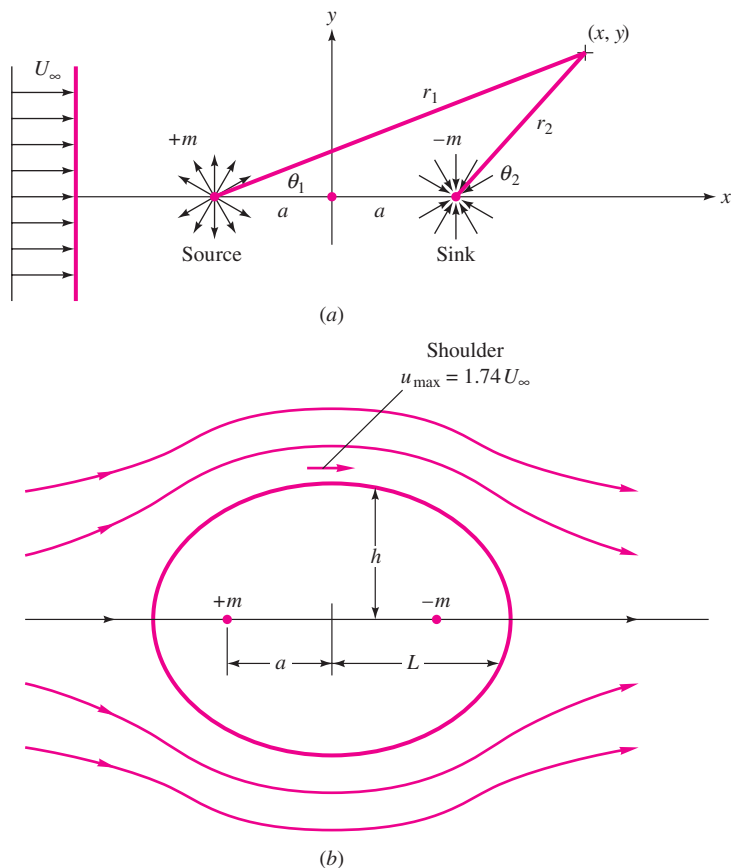 y
(x, y)
U∞
r1
r2
+m
−m
θ1
θ2
x
a
a
Source
Sink
(a)
Shoulder
umax = 1.74 U∞
h
+m
−m
a
L
(b)